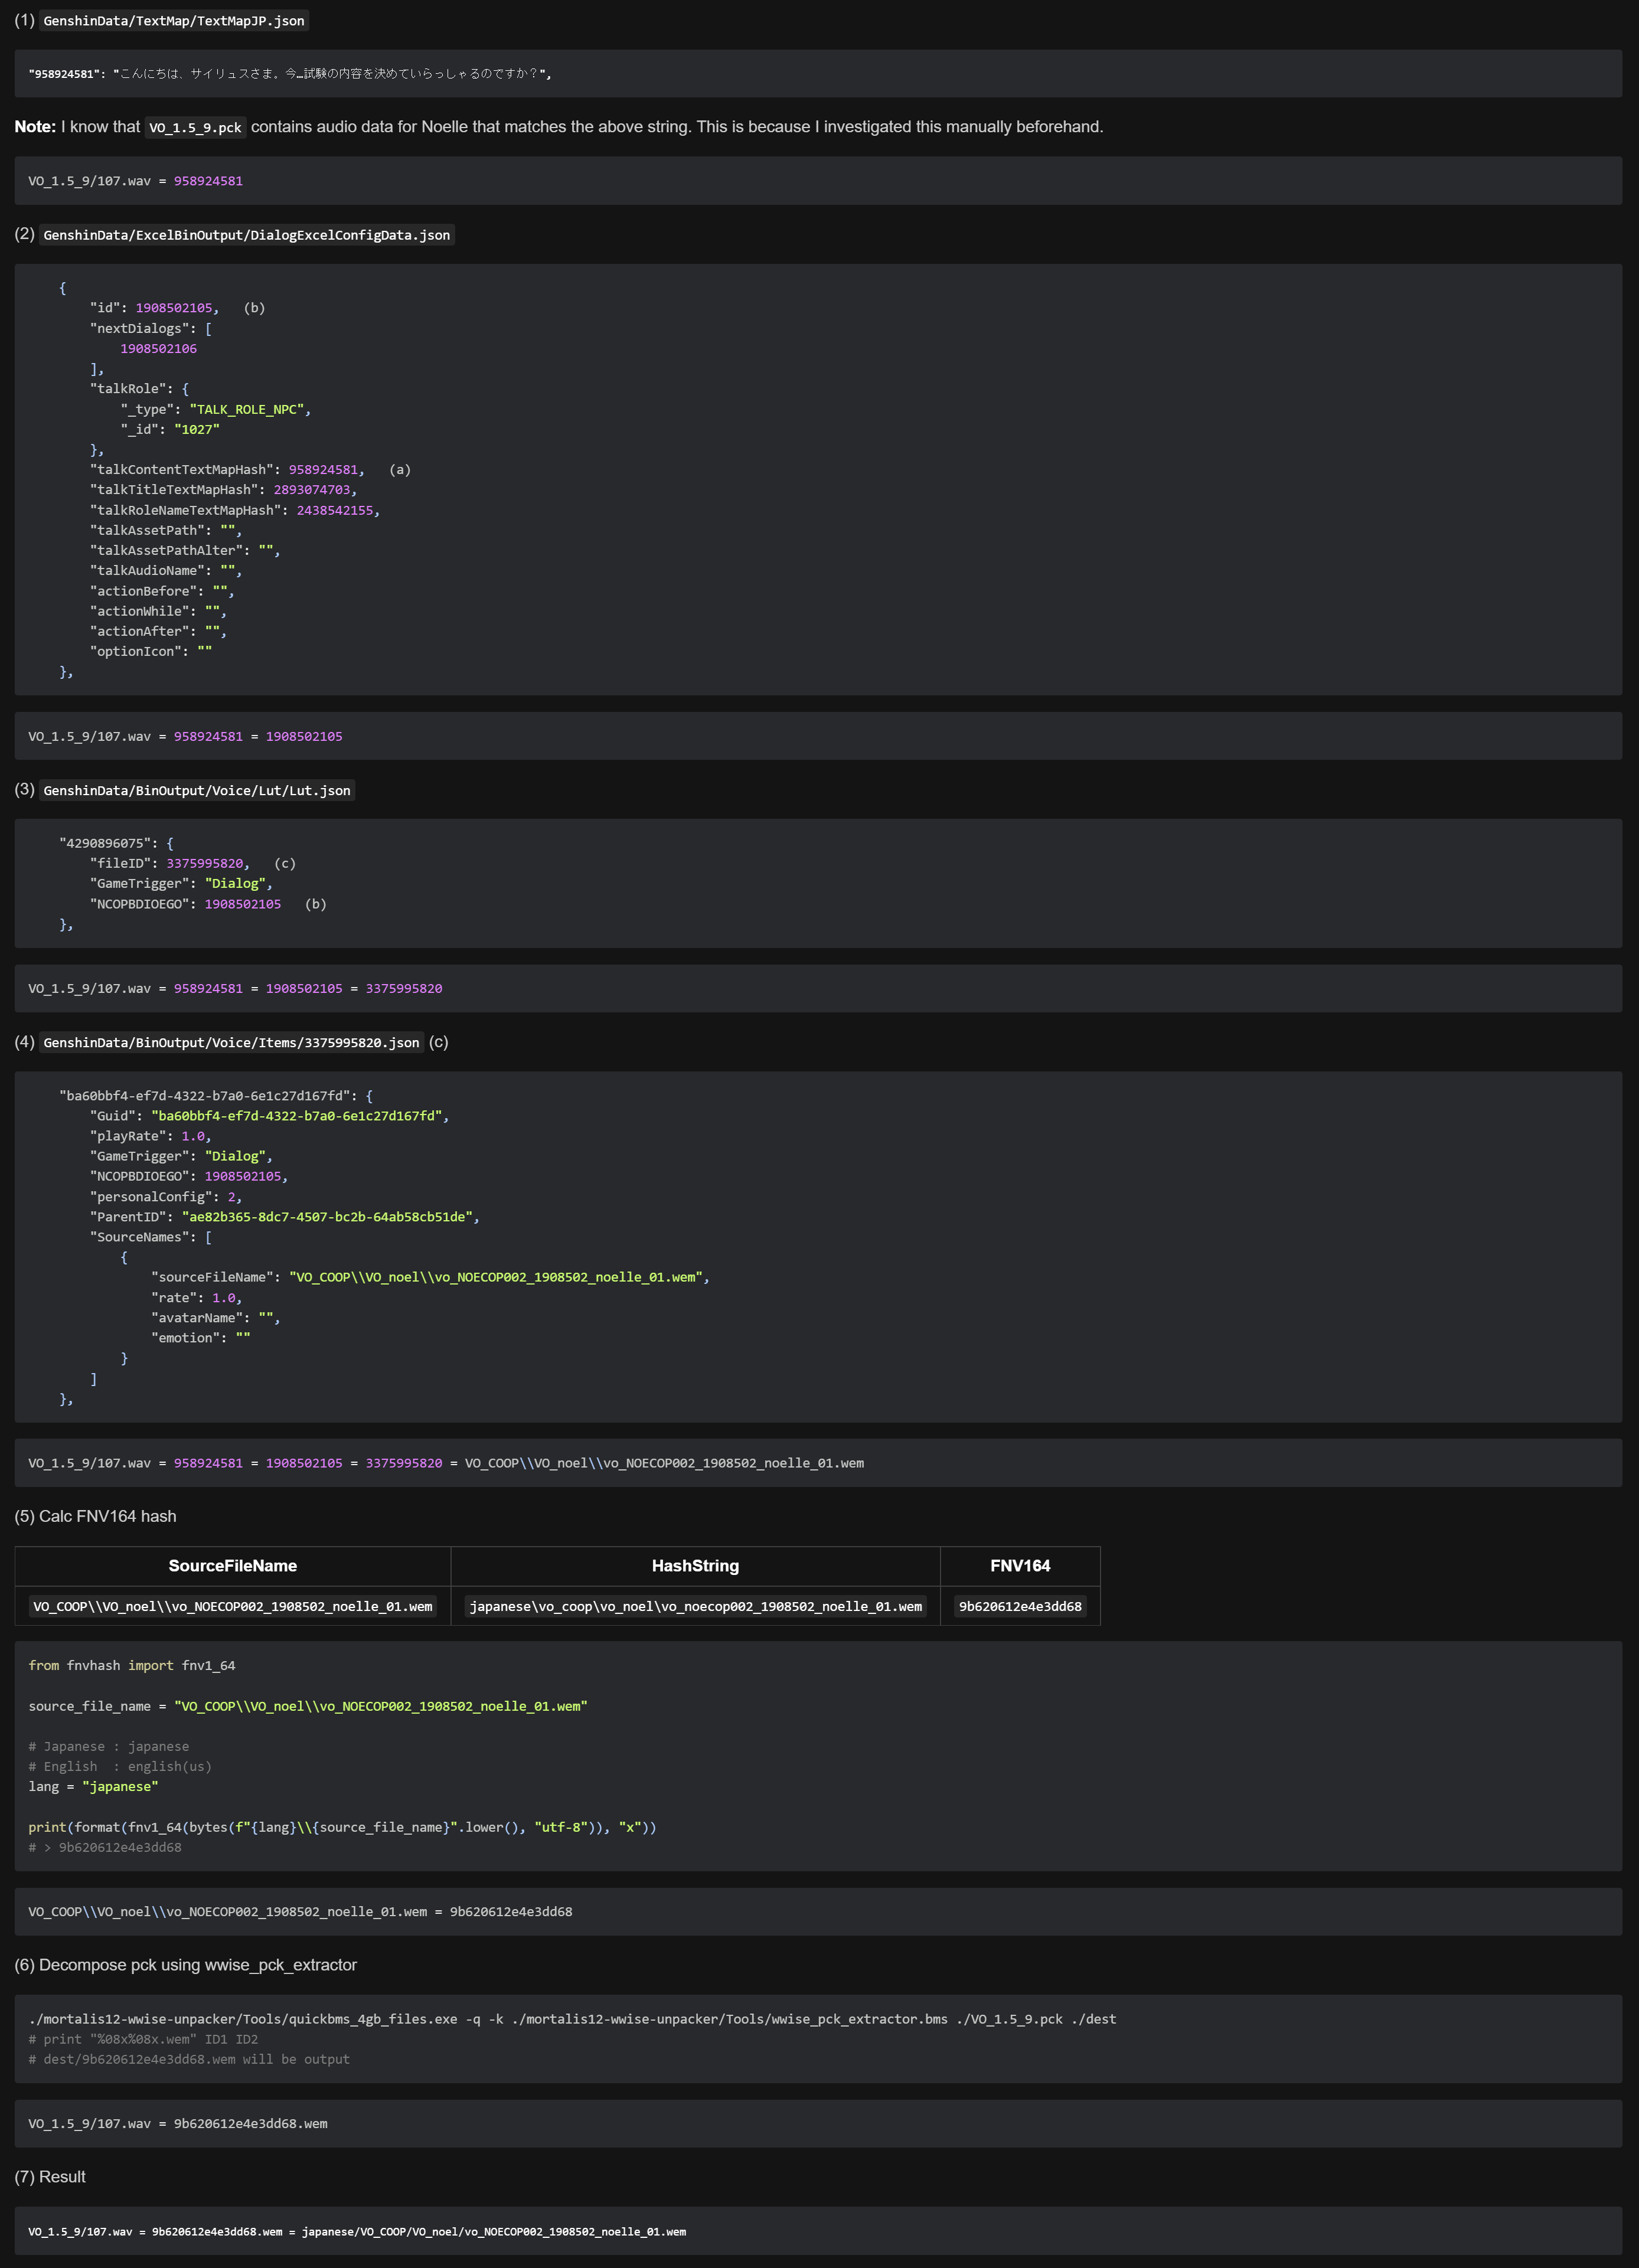 (1) GenshinData/TextMap/TextMapJP.json
"958924581": "こんにちは、サイリュスさま。今…試験の内容を決めていらっしゃるのですか？",
Note: I know that VO_1.5_9.pck contains audio data for Noelle that matches the above string. This is because I investigated this manually beforehand.
VO_1.5_9/107.wav = 958924581
(2) GenshinData/ExcelBinOutput/DialogExcelConfigData.json
{
"id": 1908502105,   (b)
"nextDialogs": [
1908502106
],
"talkRole": {
"_type": "TALK_ROLE_NPC",
"_id": "1027"
},
"talkContentTextMapHash": 958924581,   (a)
"talkTitleTextMapHash": 2893074703,
"talkRoleNameTextMapHash": 2438542155,
"talkAssetPath": "",
"talkAssetPathAlter": "",
"talkAudioName": "",
"actionBefore": "",
"actionWhile": "",
"actionAfter": "",
"optionIcon": ""
},
VO_1.5_9/107.wav = 958924581 = 1908502105
(3) GenshinData/BinOutput/Voice/Lut/Lut.json
"4290896075": {
"fileID": 3375995820,   (c)
"GameTrigger": "Dialog",
"NCOPBDIOEGO": 1908502105   (b)
},
VO_1.5_9/107.wav = 958924581 = 1908502105 = 3375995820
(4) GenshinData/BinOutput/Voice/Items/3375995820.json (c)
"ba60bbf4-ef7d-4322-b7a0-6e1c27d167fd": {
"Guid": "ba60bbf4-ef7d-4322-b7a0-6e1c27d167fd",
"playRate": 1.0,
"GameTrigger": "Dialog",
"NCOPBDIOEGO": 1908502105,
"personalConfig": 2,
"ParentID": "ae82b365-8dc7-4507-bc2b-64ab58cb51de",
"SourceNames": [
{
"sourceFileName": "VO_COOP\\VO_noel\\vo_NOECOP002_1908502_noelle_01.wem",
"rate": 1.0,
"avatarName": "",
"emotion": ""
}
]
},
VO_1.5_9/107.wav = 958924581 = 1908502105 = 3375995820 = VO_COOP\\VO_noel\\vo_NOECOP002_1908502_noelle_01.wem
(5) Calc FNV164 hash
SourceFileName HashString FNV164
VO_COOP\\VO_noel\\vo_NOECOP002_1908502_noelle_01.wem japanese\vo_coop\vo_noel\vo_noecop002_1908502_noelle_01.wem 9b620612e4e3dd68
from fnvhash import fnv1_64
source_file_name = "VO_COOP\\VO_noel\\vo_NOECOP002_1908502_noelle_01.wem"
# Japanese : japanese
# English  : english(us)
lang = "japanese"
print(format(fnv1_64(bytes(f"{lang}\\{source_file_name}".lower(), "utf-8")), "x"))
# > 9b620612e4e3dd68
VO_COOP\\VO_noel\\vo_NOECOP002_1908502_noelle_01.wem = 9b620612e4e3dd68
(6) Decompose pck using wwise_pck_extractor
./mortalis12-wwise-unpacker/Tools/quickbms_4gb_files.exe -q -k ./mortalis12-wwise-unpacker/Tools/wwise_pck_extractor.bms ./VO_1.5_9.pck ./dest
# print "%08x%08x.wem" ID1 ID2
# dest/9b620612e4e3dd68.wem will be output
VO_1.5_9/107.wav = 9b620612e4e3dd68.wem
(7) Result
VO_1.5_9/107.wav = 9b620612e4e3dd68.wem = japanese/VO_COOP/VO_noel/vo_NOECOP002_1908502_noelle_01.wem